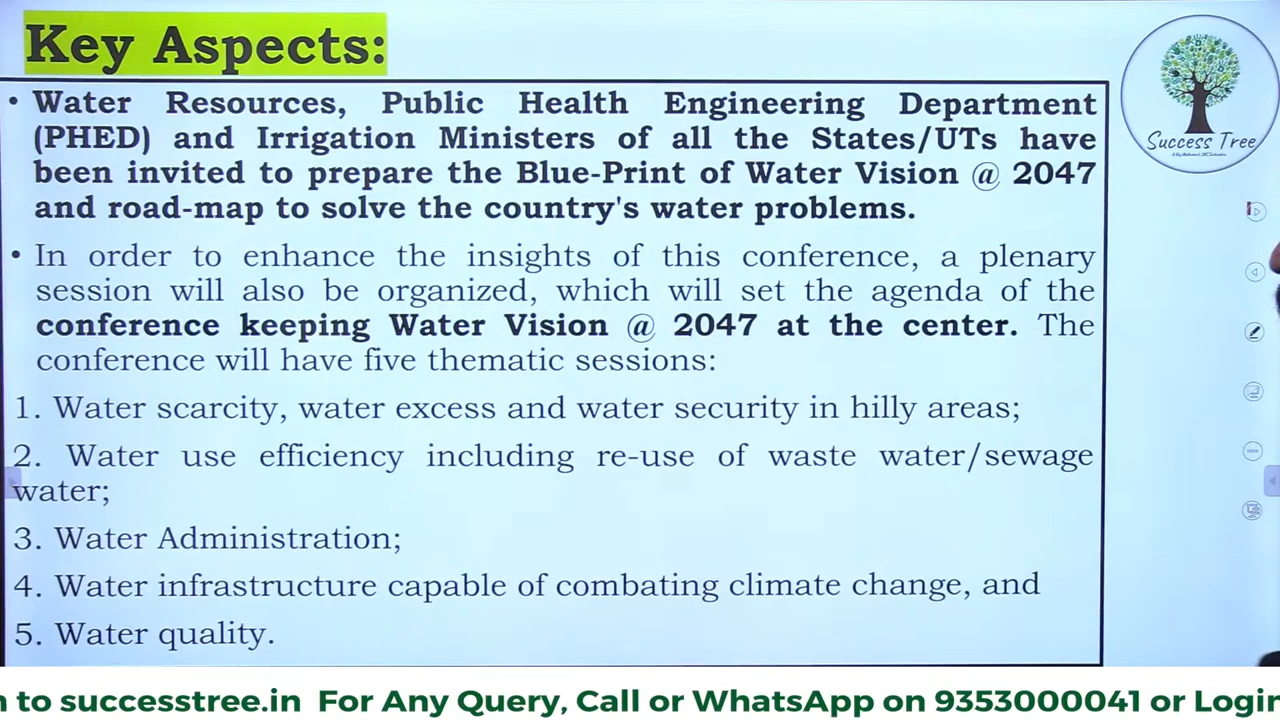 Key Aspects:
• Water Resources, Public Health Engineering Department
(PHED) and Irrigation Ministers of all the States/UTs have
been invited to prepare the Blue-Print of Water Vision @ 2047
and road-map to solve the country's water problems.
• In order to enhance the insights of this conference, a plenary
session will also be organized, which will set the agenda of the
conference keeping Water Vision @ 2047 at the center. The
conference will have five thematic sessions:
1. Water scarcity, water excess and water security in hilly areas;
2. Water use efficiency including re-use of waste water/sewage
water;
3. Water Administration;
4. Water infrastructure capable of combating climate change, and
5. Water quality.
Success Tree
to successtree.in For Any Query, Call or WhatsApp on 9353000041 or Login